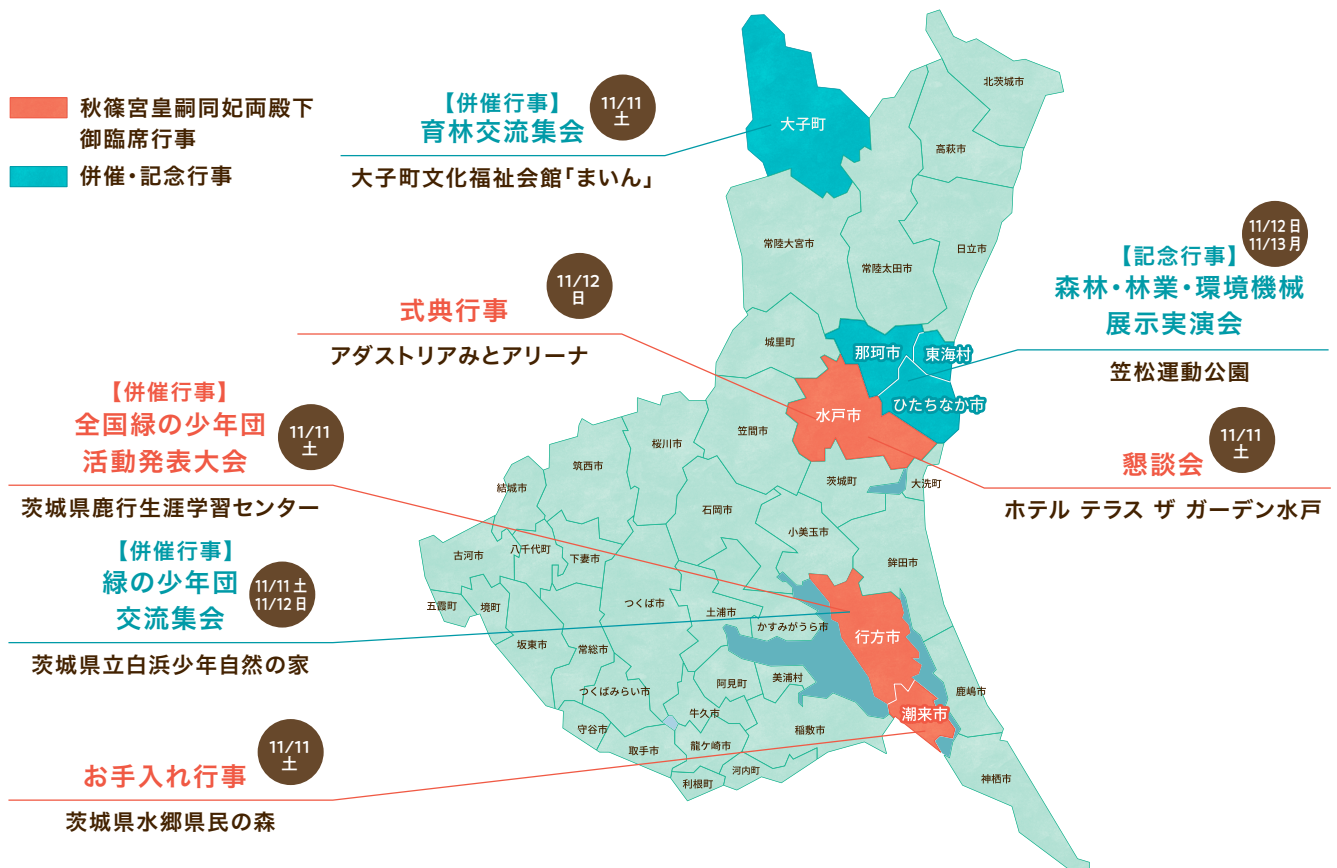 秋篠宮皇嗣同妃両殿下
御臨席行事
併催・記念行事
【併催行事】
育林交流集会
11/11
土
大子町文化福祉会館「まいん」
式典行事
11/12
日
アダストリアみとアリーナ
【併催行事】
全国緑の少年団
活動発表大会
11/11
土
茨城県鹿行生涯学習センター
【併催行事】
緑の少年団
交流集会
11/11 土
11/12 日
茨城県立白浜少年自然の家
お手入れ行事
11/11
土
茨城県水郷県民の森
11/12 日
11/13 月
【記念行事】
森林・林業・環境機械
展示実演会
笠松運動公園
懇談会
11/11
土
ホテル テラス ザ ガーデン水戸
北茨城市
大子町
高萩市
常陸大宮市
常陸太田市
日立市
城里町
那珂市
東海村
ひたちなか市
水戸市
笠間市
桜川市
筑西市
結城市
茨城町
大洗町
石岡市
小美玉市
鉾田市
古河市
八千代町
下妻市
五霞町
境町
つくば市
土浦市
かすみがうら市
行方市
坂東市
常総市
阿見町
美浦村
つくばみらい市
牛久市
稲敷市
潮来市
鹿嶋市
守谷市
取手市
龍ケ崎市
河内町
利根町
神栖市